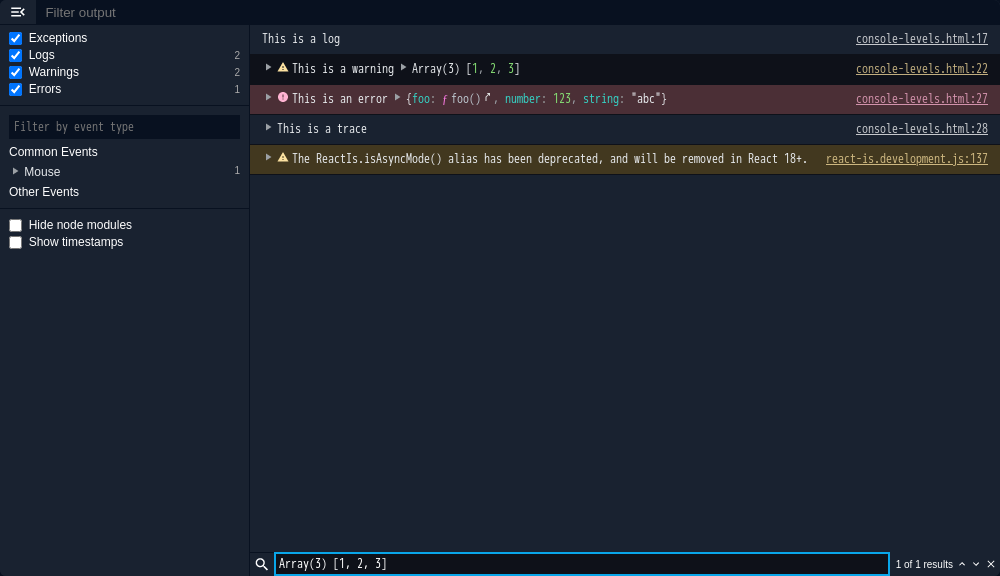 Filter output
Exceptions
Logs 2
Warnings 2
Errors 1
Filter by event type
Common Events
Mouse 1
Other Events
Hide node modules
Show timestamps
This is a log console-levels.html:17
This is a warning Array(3) [1, 2, 3] console-levels.html:22
This is an error {foo: ƒ foo(), number: 123, string: "abc"} console-levels.html:27
This is a trace console-levels.html:28
The ReactIs.isAsyncMode() alias has been deprecated, and will be removed in React 18+. react-is.development.js:137
Array(3) [1, 2, 3] 1 of 1 results